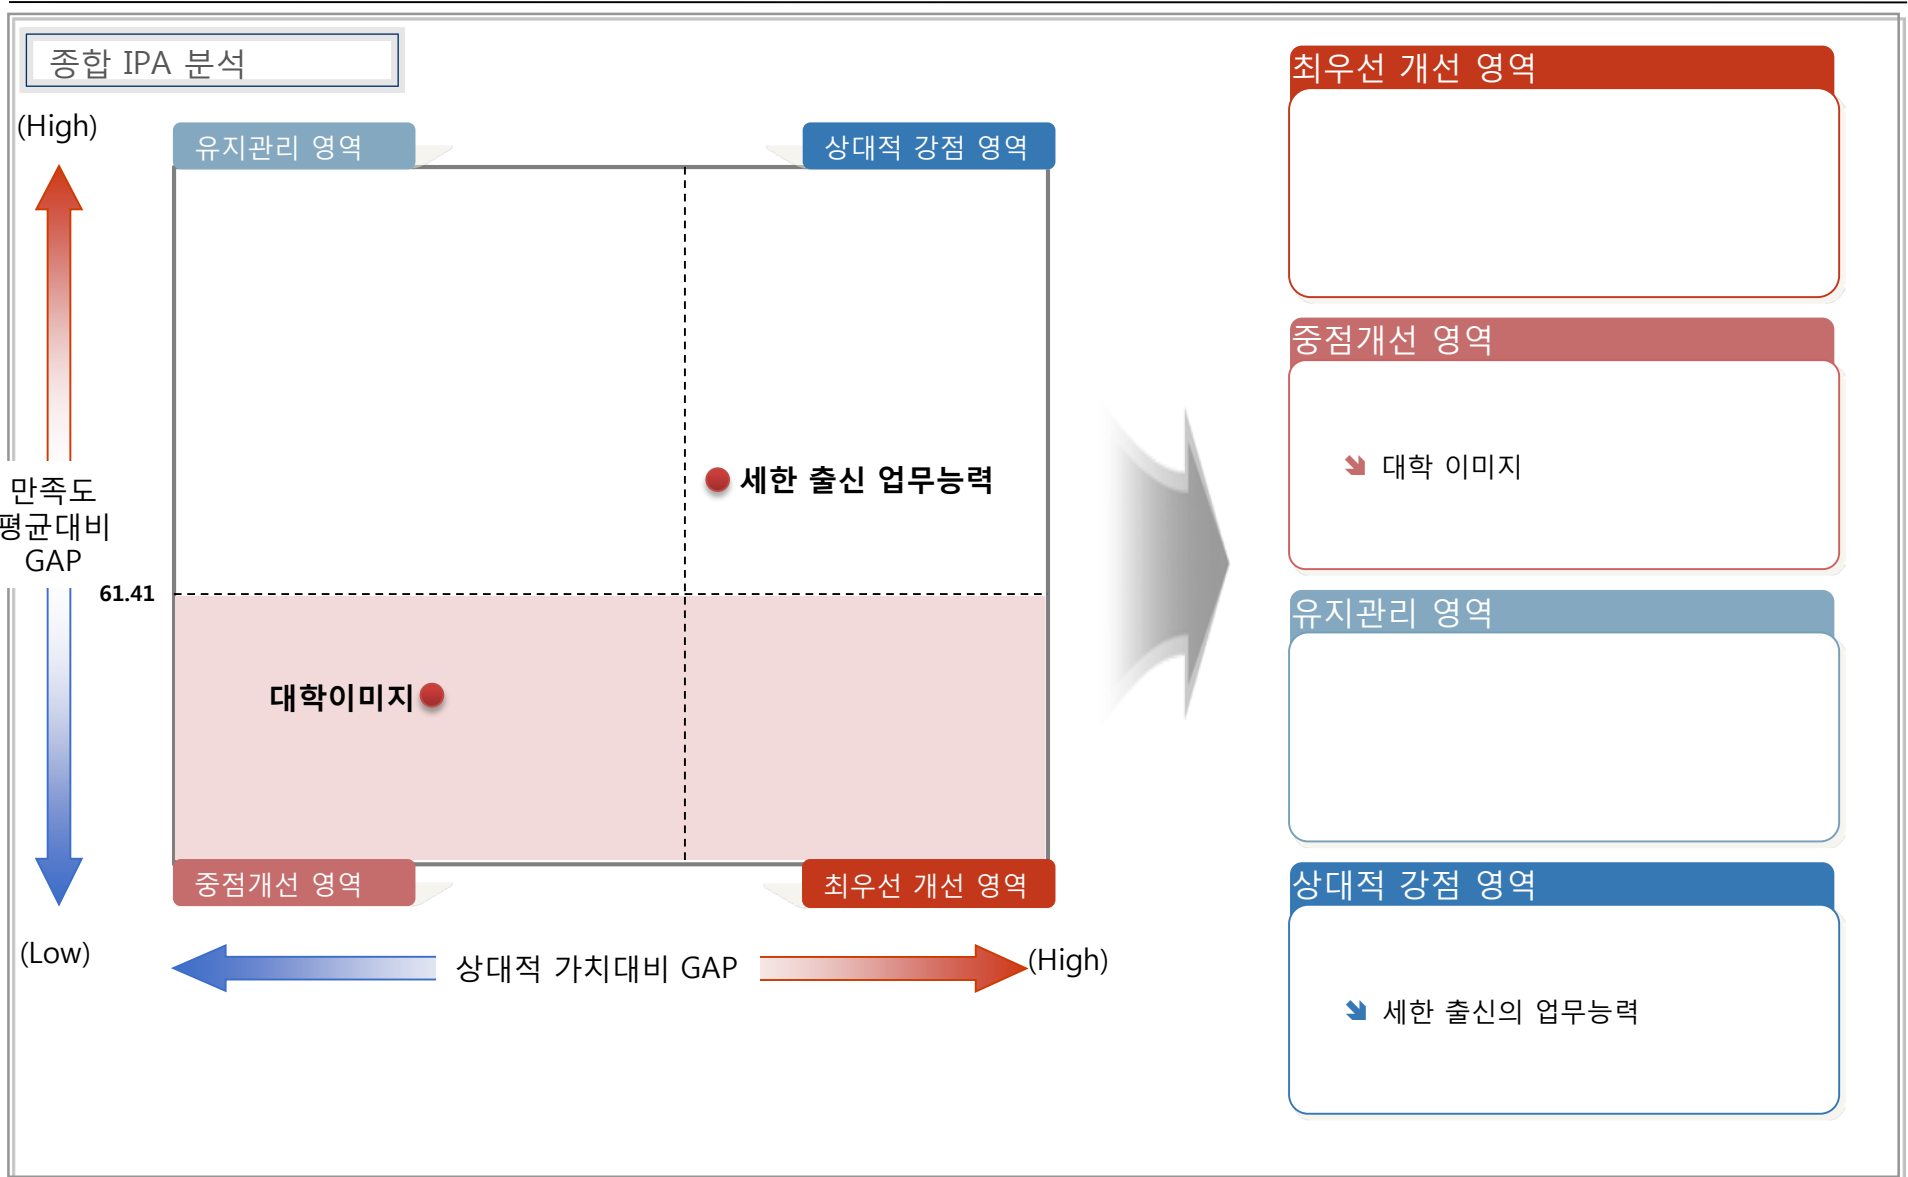 종합 IPA 분석
(High)
유지관리 영역
상대적 강점 영역
세한 출신 업무능력
만족도
평균대비
GAP
61.41
대학이미지
중점개선 영역
최우선 개선 영역
(Low)
상대적 가치대비 GAP
(High)
최우선 개선 영역
중점개선 영역
대학 이미지
유지관리 영역
상대적 강점 영역
세한 출신의 업무능력